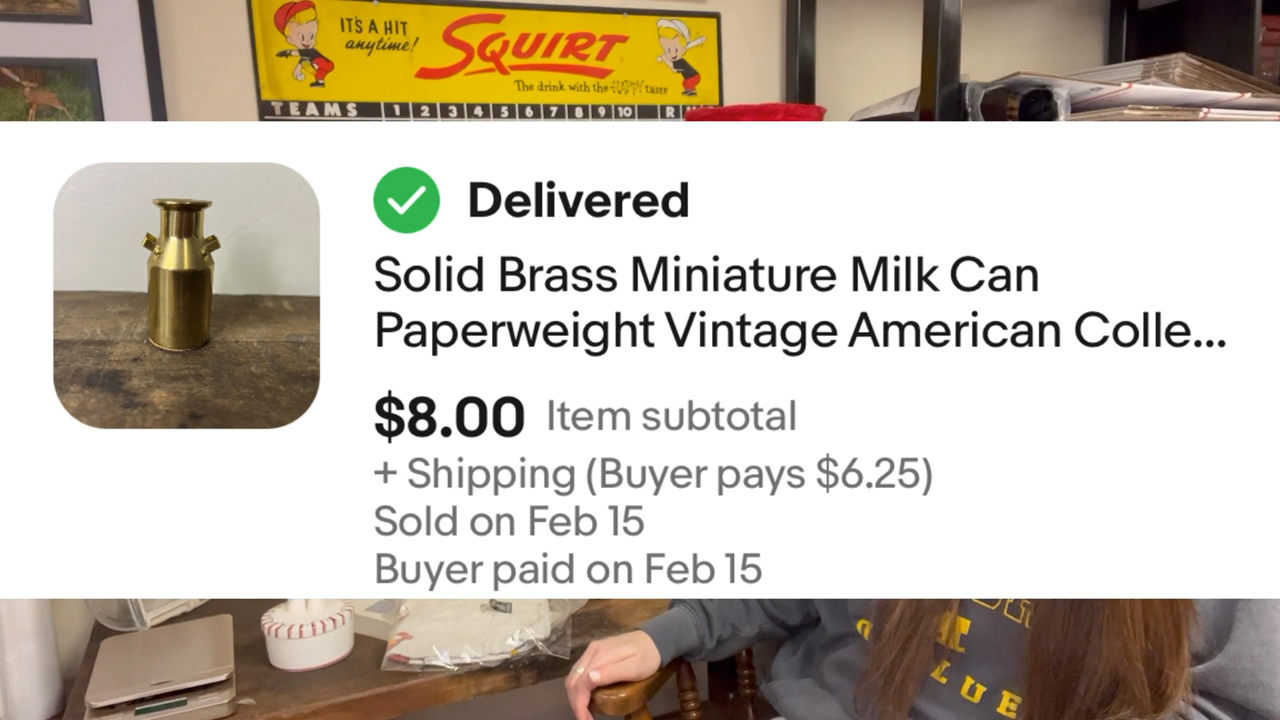 IT'S A HIT
anytime!
SQUIRT
The drink with the HAPPY taste
TEAMS 1 2 3 4 5 6 7 8 9 10 R
Delivered
Solid Brass Miniature Milk Can
Paperweight Vintage American Colle...
$8.00 Item subtotal
+ Shipping (Buyer pays $6.25)
Sold on Feb 15
Buyer paid on Feb 15
LUE